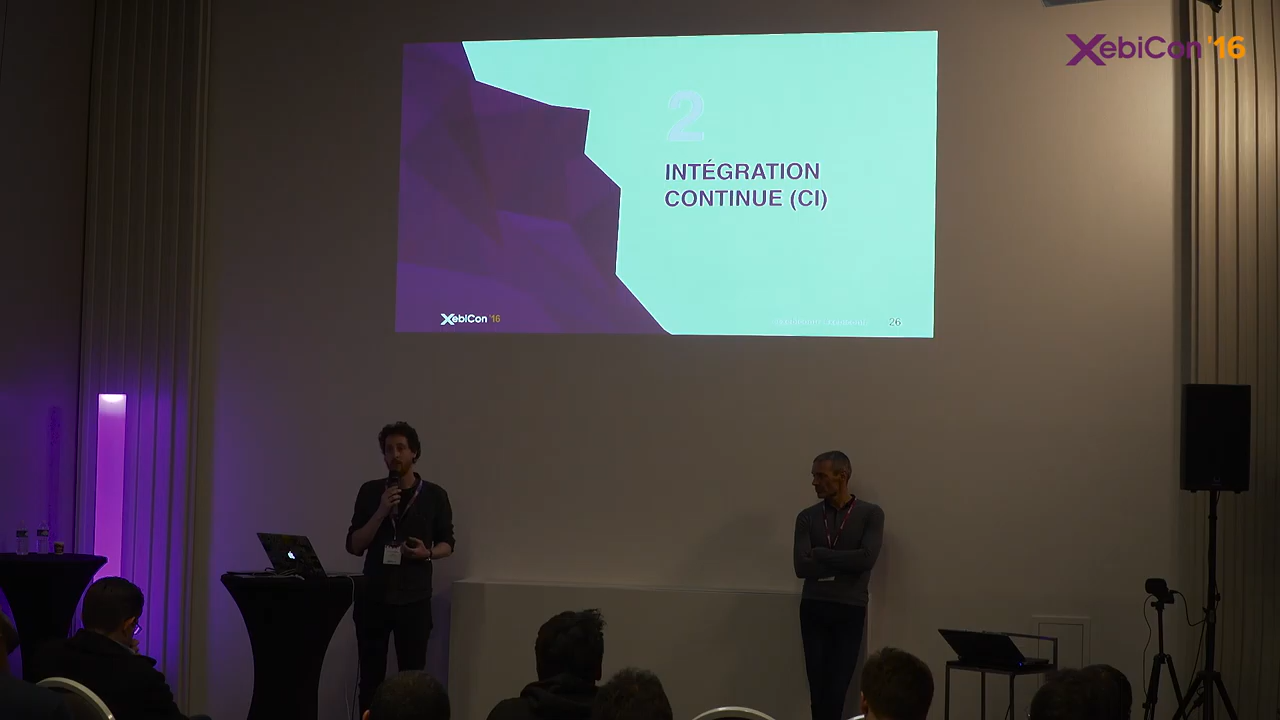 XebiCon '16
2
INTÉGRATION
CONTINUE (CI)
XebiCon '16
26